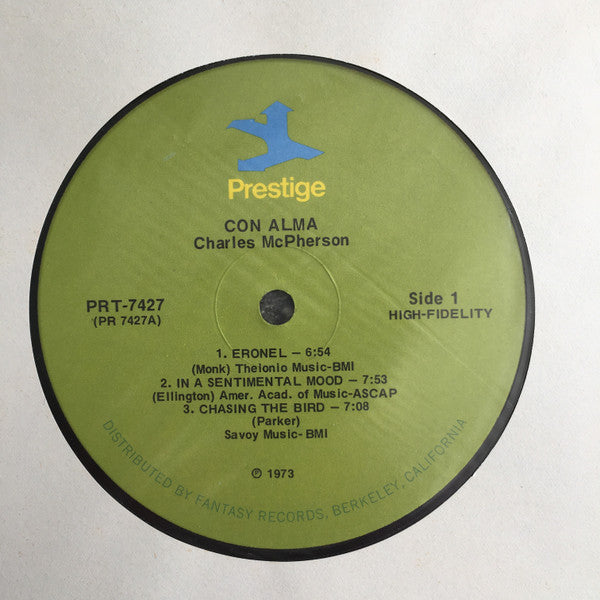 Prestige
CON ALMA
Charles McPherson
PRT-7427
(PR 7427A)
Side 1
HIGH-FIDELITY
1. ERONEL – 6:54
(Monk) Thelonio Music-BMI
2. IN A SENTIMENTAL MOOD – 7:53
(Ellington) Amer. Acad. of Music-ASCAP
3. CHASING THE BIRD – 7:08
(Parker)
Savoy Music-BMI
℗ 1973
DISTRIBUTED BY FANTASY RECORDS, BERKELEY, CALIFORNIA